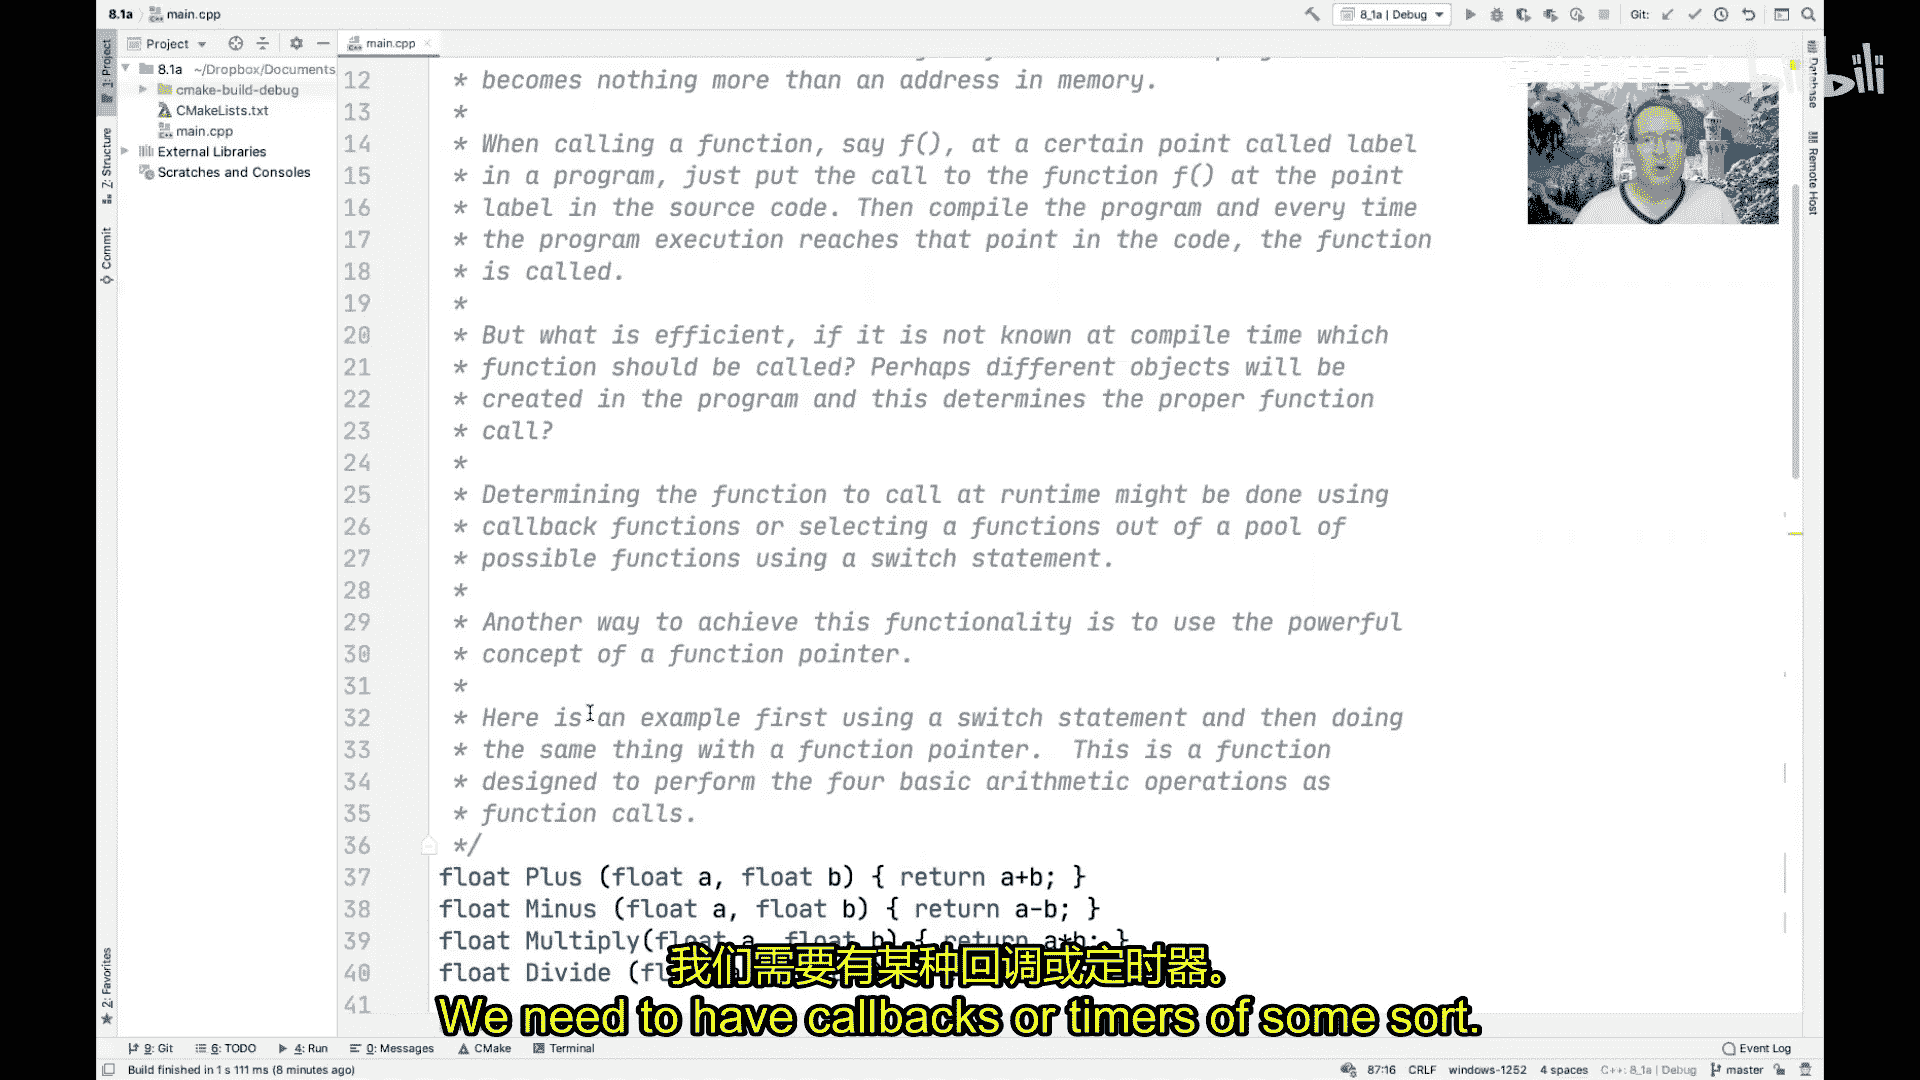 8.1a main.cpp
8_1a | Debug
Git:
Project
main.cpp
1: Project
Z: Structure
Commit
2: Favorites
Database
Remote Host
bilibili
8.1a ~/Dropbox/Documents
cmake-build-debug
CMakeLists.txt
main.cpp
External Libraries
Scratches and Consoles
12 * becomes nothing more than an address in memory.
13 *
14 * When calling a function, say f(), at a certain point called label
15 * in a program, just put the call to the function f() at the point
16 * label in the source code. Then compile the program and every time
17 * the program execution reaches that point in the code, the function
18 * is called.
19 *
20 * But what is efficient, if it is not known at compile time which
21 * function should be called? Perhaps different objects will be
22 * created in the program and this determines the proper function
23 * call?
24 *
25 * Determining the function to call at runtime might be done using
26 * callback functions or selecting a functions out of a pool of
27 * possible functions using a switch statement.
28 *
29 * Another way to achieve this functionality is to use the powerful
30 * concept of a function pointer.
31 *
32 * Here is an example first using a switch statement and then doing
33 * the same thing with a function pointer.  This is a function
34 * designed to perform the four basic arithmetic operations as
35 * function calls.
36 */
37 float Plus (float a, float b) { return a+b; }
38 float Minus (float a, float b) { return a-b; }
39 float Multiply(float a, float b) { return a*b; }
40 float Divide (fl
41
我们需要有某种回调或定时器。
We need to have callbacks or timers of some sort.
9: Git 6: TODO 4: Run 0: Messages CMake Terminal Event Log
Build finished in 1 s 111 ms (8 minutes ago) 87:16 CRLF windows-1252 4 spaces C++: 8_1a | Debug master